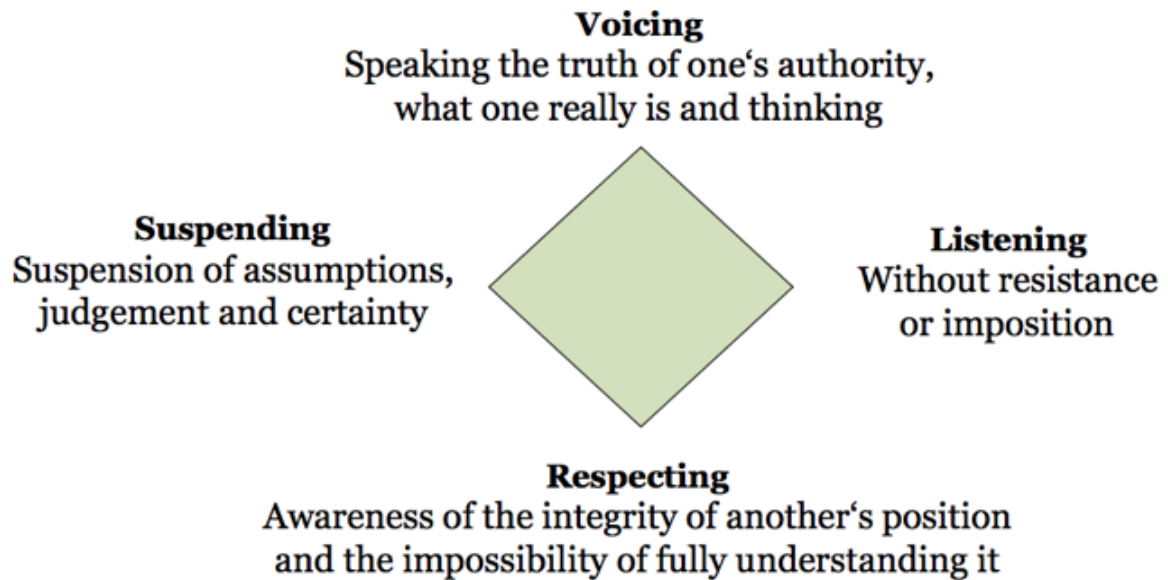 Voicing
Speaking the truth of one‘s authority,
what one really is and thinking
Suspending
Suspension of assumptions,
judgement and certainty
Listening
Without resistance
or imposition
Respecting
Awareness of the integrity of another‘s position
and the impossibility of fully understanding it